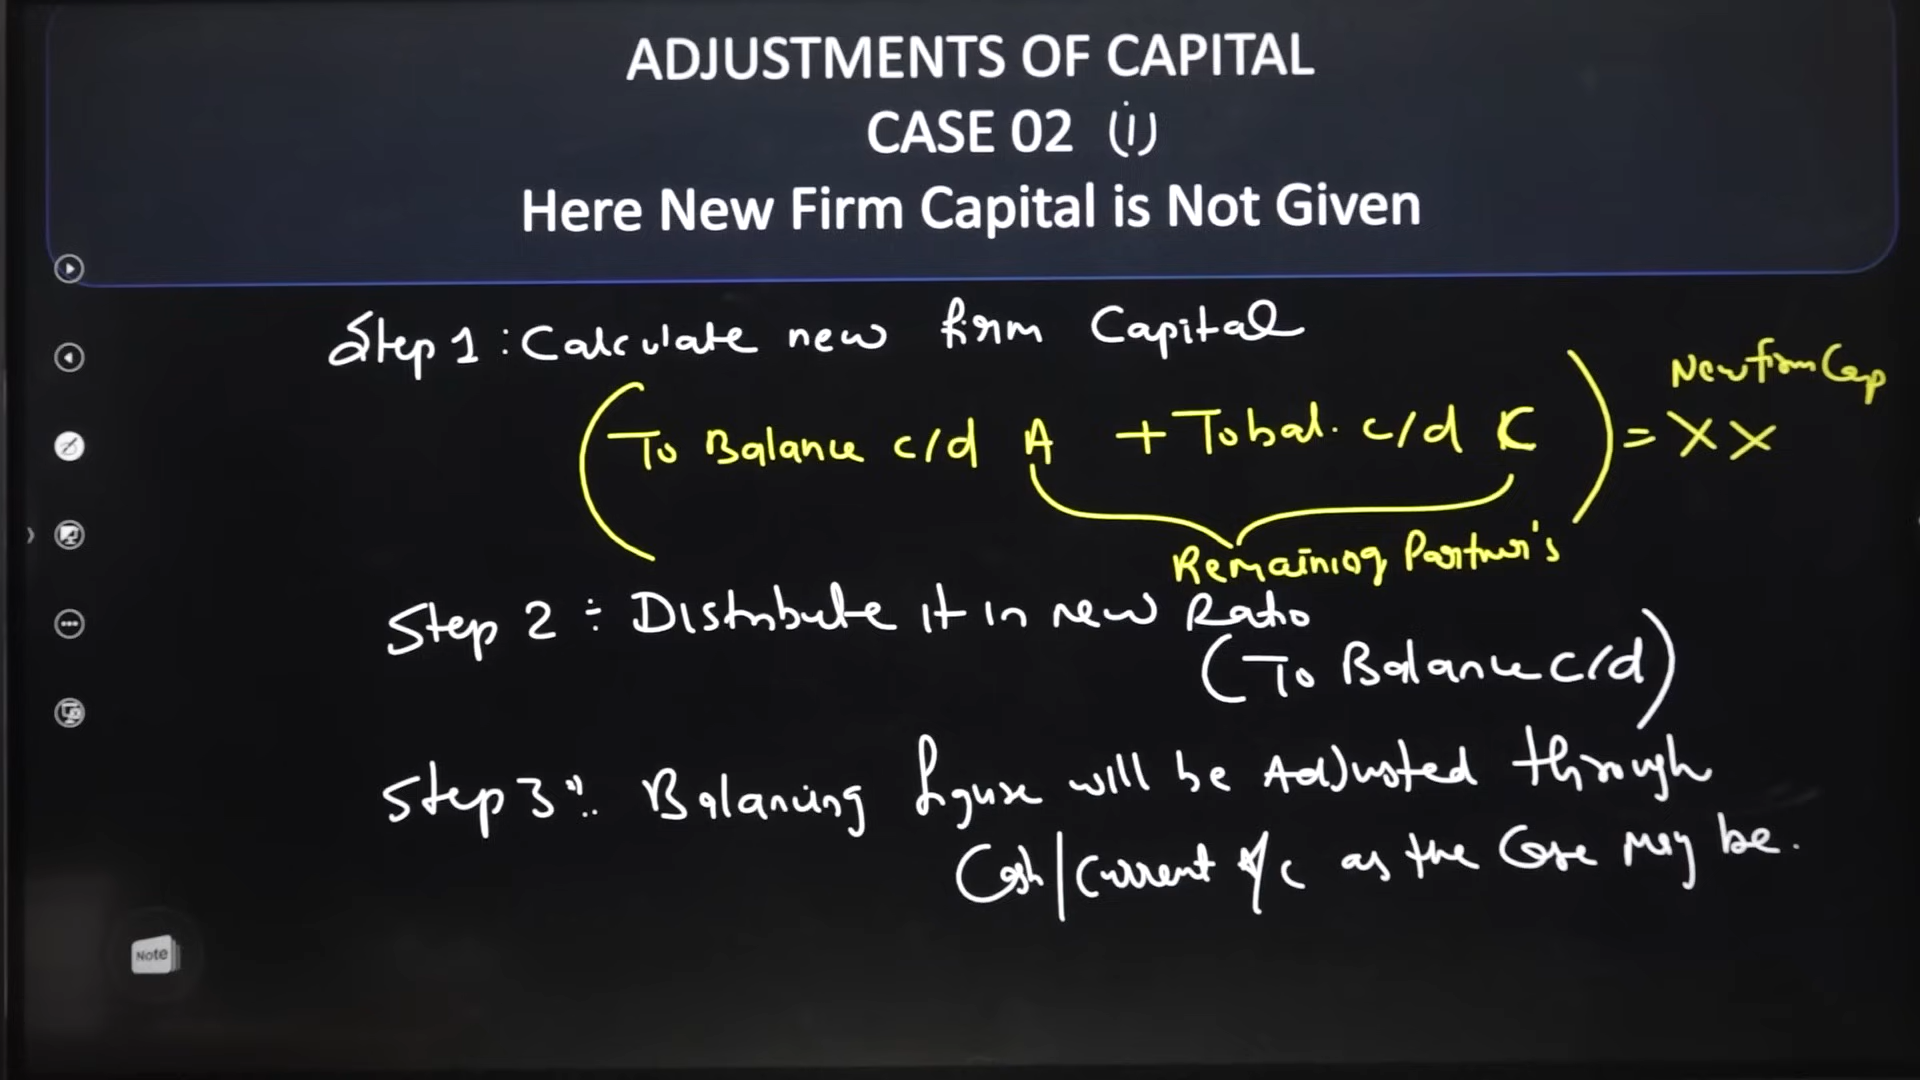 ADJUSTMENTS OF CAPITAL
CASE 02 (i)
Here New Firm Capital is Not Given
Step 1 : Calculate new firm Capital
New firm Cap
(To Balance c/d A + To bal. c/d C) = XX
Remaining Partner's
Step 2 ÷ Distribute it in new Ratio
(To Balance c/d)
Step 3 : Balancing figure will be Adjusted through
Cash/Current A/c as the Case may be.
Note